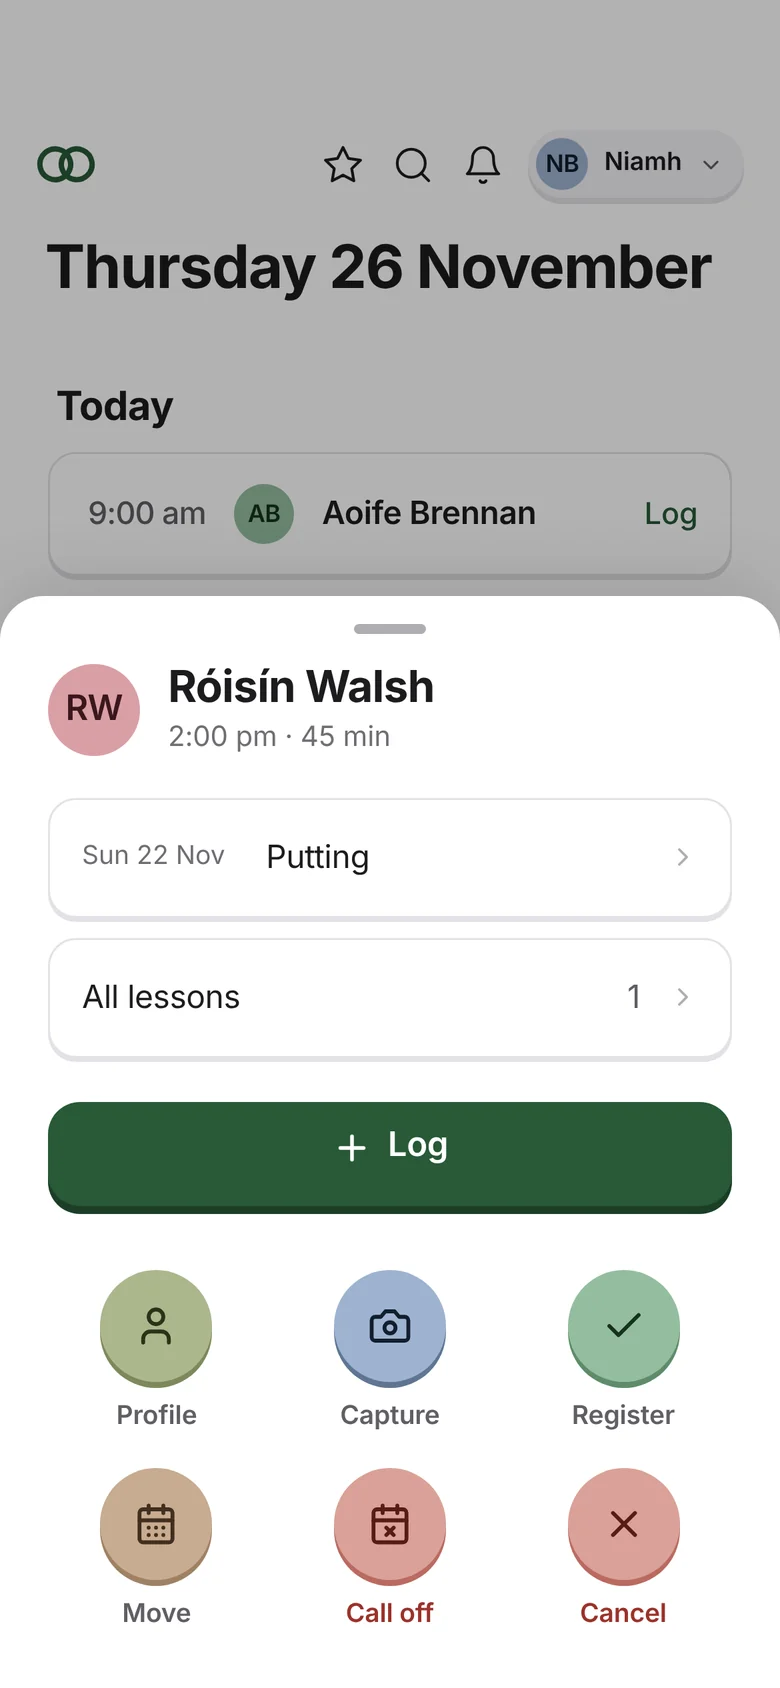 NB Niamh
Thursday 26 November
Today
9:00 am AB Aoife Brennan Log
RW Róisín Walsh
2:00 pm · 45 min
Sun 22 Nov Putting
All lessons 1
Log
Profile Capture Register
Move Call off Cancel